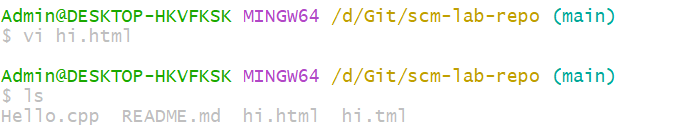 Admin@DESKTOP-HKVFKSK MINGW64 /d/Git/scm-lab-repo (main)
$ vi hi.html
Admin@DESKTOP-HKVFKSK MINGW64 /d/Git/scm-lab-repo (main)
$ ls
Hello.cpp  README.md  hi.html  hi.tml